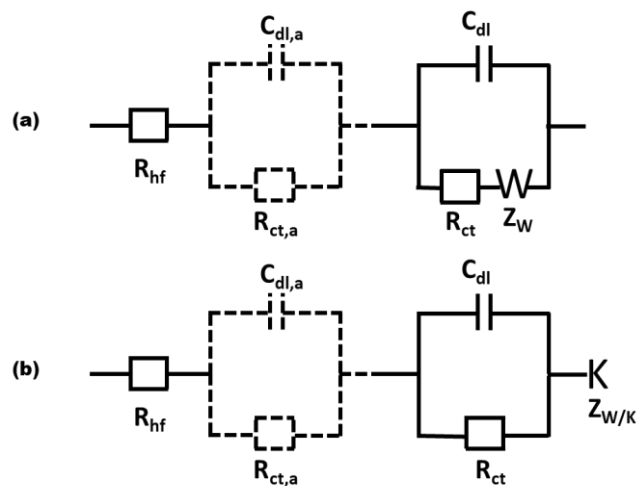 (a)
C_dl,a
C_dl
R_hf
R_ct,a
R_ct
Z_W
(b)
C_dl,a
C_dl
R_hf
R_ct,a
R_ct
Z_W/K